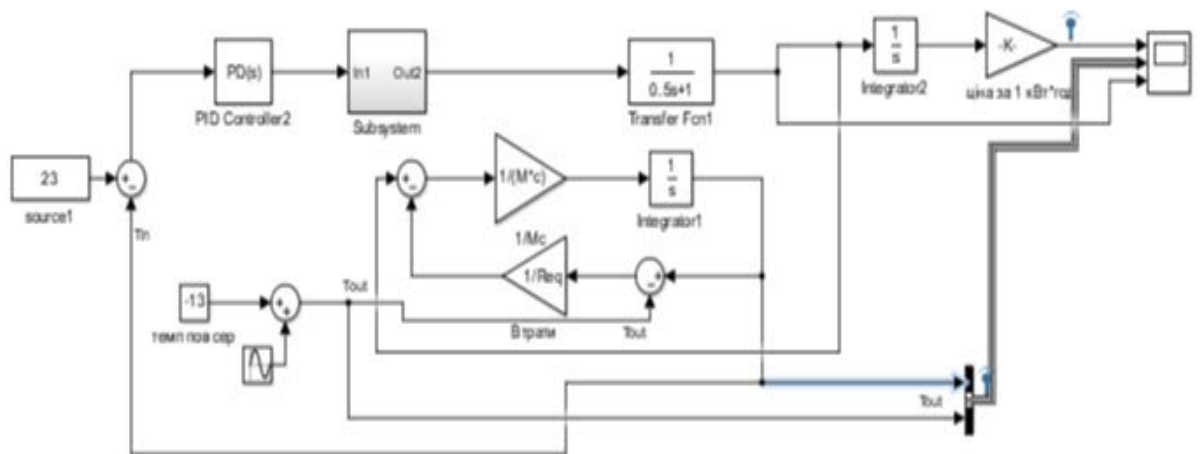 PD(s)
PID Controller2
In1
Out2
Subsystem
1
0.5s+1
Transfer Fcn1
1
s
Integrator2
-K-
ціна за 1 кВт*год
23
source1
Tin
1/(M*c)
1/Mc
1
s
Integrator1
1/Req
Втрати
Tout
-13
темп пов сер
Tout
Tout